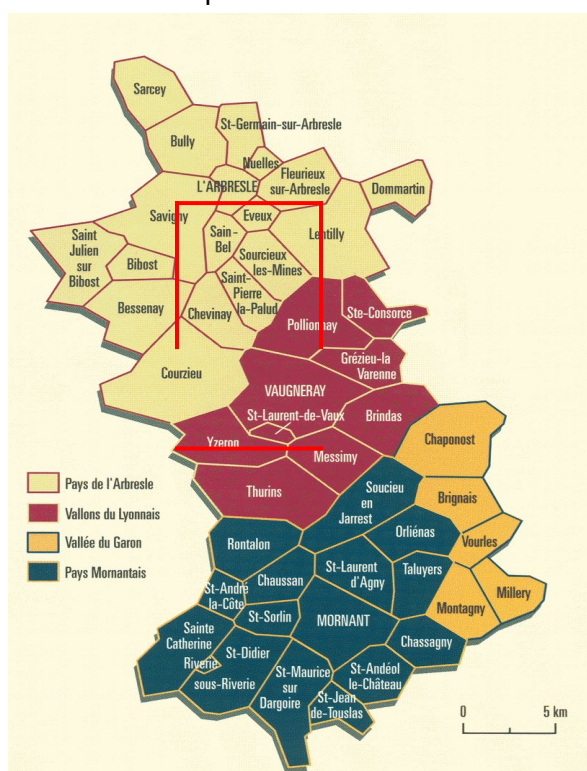 Sarcey
St-Germain-sur-Arbresle
Bully
Nuelles
Fleurieux
sur-Arbresle
L'ARBRESLE
Dommartin
Savigny
Eveux
Lentilly
Sain-
Bel
Saint
Julien
sur
Bibost
Bibost
Sourcieux
les-Mines
Saint-
Pierre
la-Palud
Bessenay
Chevinay
Ste-Consorce
Pollionnay
Grézieu-la
Varenne
Courzieu
VAUGNERAY
St-Laurent-de-Vaux
Brindas
Yzeron
Chaponost
Messimy
Thurins
Soucieu
en
Jarrest
Brignais
Pays de l'Arbresle
Vallons du Lyonnais
Vallée du Garon
Pays Mornantais
Orliénas
Vourles
Rontalon
Chaussan
St-Laurent
d'Agny
Taluyers
St-André
la-Côte
Millery
Montagny
St-Sorlin
MORNANT
Sainte
Catherine
Riverie
Chassagny
St-Didier
sous-Riverie
St-Maurice
sur
Dargoire
St-Andéol
le-Château
St-Jean
de-Touslas
0 5 km